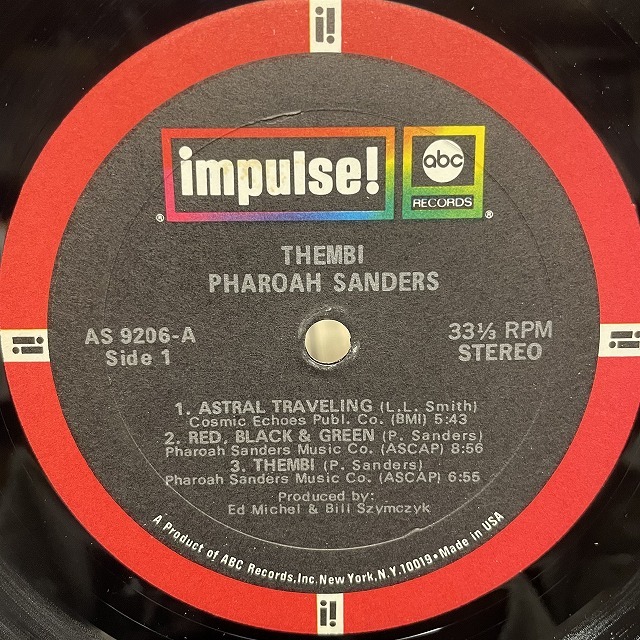 i!
impulse!
abc
RECORDS
®
®
THEMBI
PHAROAH SANDERS
AS 9206-A
Side 1
33⅓ RPM
STEREO
1. ASTRAL TRAVELING (L.L. Smith)
Cosmic Echoes Publ. Co. (BMI) 5:43
2. RED, BLACK & GREEN (P. Sanders)
Pharoah Sanders Music Co. (ASCAP) 8:56
3. THEMBI (P. Sanders)
Pharoah Sanders Music Co. (ASCAP) 6:55
Produced by:
Ed Michel & Bill Szymczyk
A Product of ABC Records, Inc. New York, N.Y. 10019 • Made in USA
i!
i!
i!